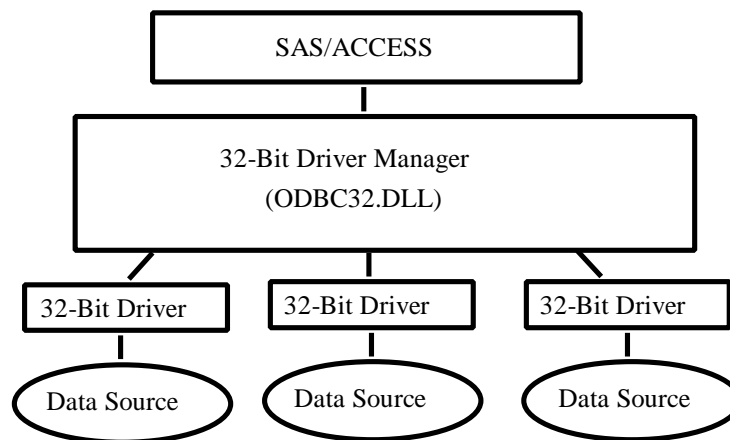 SAS/ACCESS
32-Bit Driver Manager
(ODBC32.DLL)
32-Bit Driver
32-Bit Driver
32-Bit Driver
Data Source
Data Source
Data Source